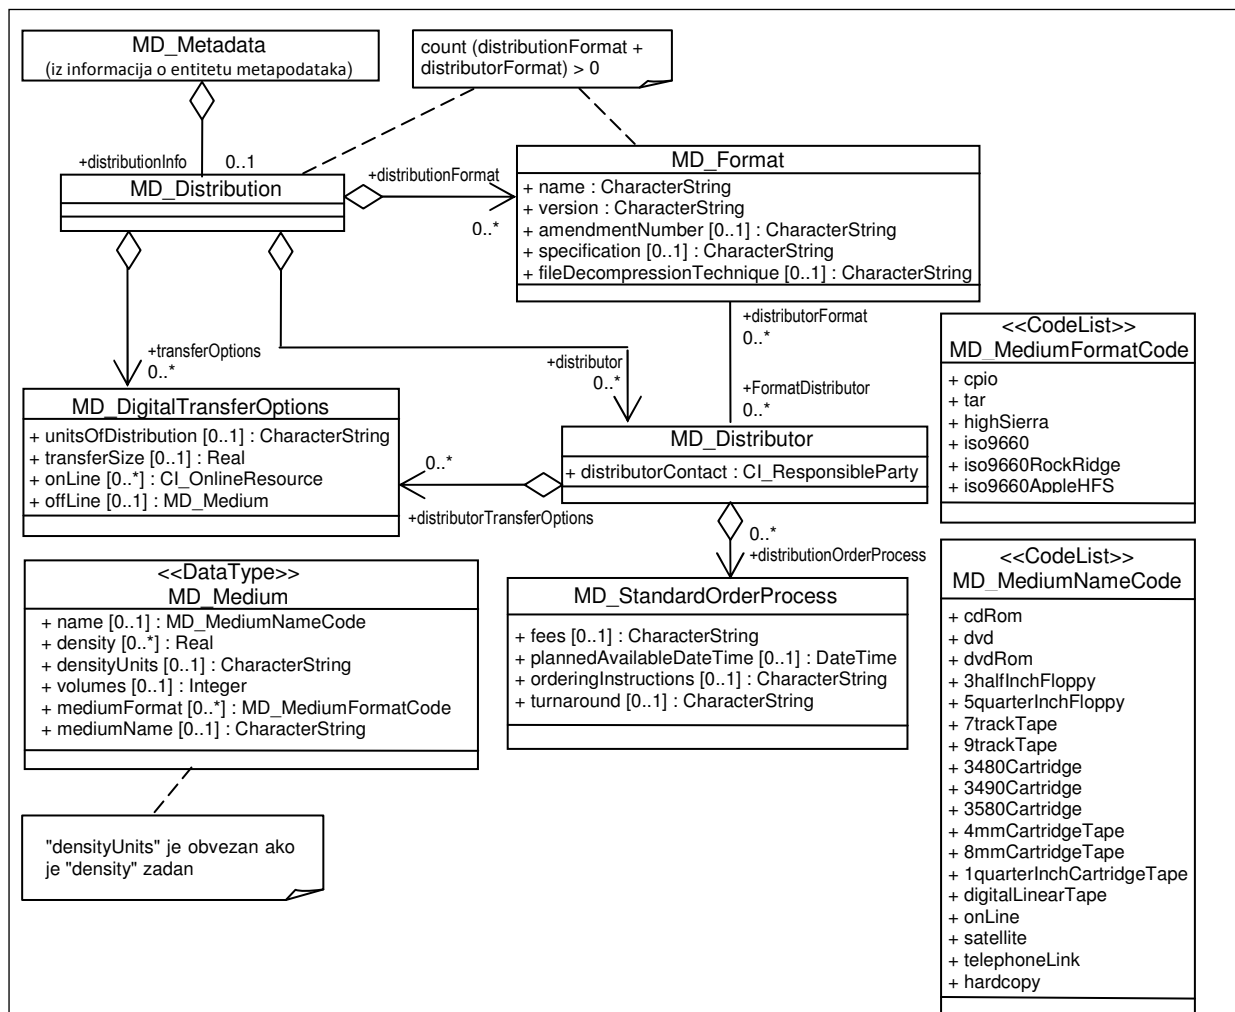 MD_Metadata
(iz informacija o entitetu metapodataka)
count (distributionFormat +
distributorFormat) > 0
+distributionInfo
0..1
MD_Distribution
+distributionFormat
0..*
MD_Format
+ name : CharacterString
+ version : CharacterString
+ amendmentNumber [0..1] : CharacterString
+ specification [0..1] : CharacterString
+ fileDecompressionTechnique [0..1] : CharacterString
+distributorFormat
0..*
+transferOptions
0..*
+distributor
0..*
+FormatDistributor
0..*
<<CodeList>>
MD_MediumFormatCode
+ cpio
+ tar
+ highSierra
+ iso9660
+ iso9660RockRidge
+ iso9660AppleHFS
MD_DigitalTransferOptions
+ unitsOfDistribution [0..1] : CharacterString
+ transferSize [0..1] : Real
+ onLine [0..*] : CI_OnlineResource
+ offLine [0..1] : MD_Medium
0..*
+distributorTransferOptions
MD_Distributor
+ distributorContact : CI_ResponsibleParty
0..*
+distributionOrderProcess
<<DataType>>
MD_Medium
+ name [0..1] : MD_MediumNameCode
+ density [0..*] : Real
+ densityUnits [0..1] : CharacterString
+ volumes [0..1] : Integer
+ mediumFormat [0..*] : MD_MediumFormatCode
+ mediumName [0..1] : CharacterString
MD_StandardOrderProcess
+ fees [0..1] : CharacterString
+ plannedAvailableDateTime [0..1] : DateTime
+ orderingInstructions [0..1] : CharacterString
+ turnaround [0..1] : CharacterString
<<CodeList>>
MD_MediumNameCode
+ cdRom
+ dvd
+ dvdRom
+ 3halfInchFloppy
+ 5quarterInchFloppy
+ 7trackTape
+ 9trackTape
+ 3480Cartridge
+ 3490Cartridge
+ 3580Cartridge
+ 4mmCartridgeTape
+ 8mmCartridgeTape
+ 1quarterInchCartridgeTape
+ digitalLinearTape
+ onLine
+ satellite
+ telephoneLink
+ hardcopy
"densityUnits" je obvezan ako
je "density" zadan